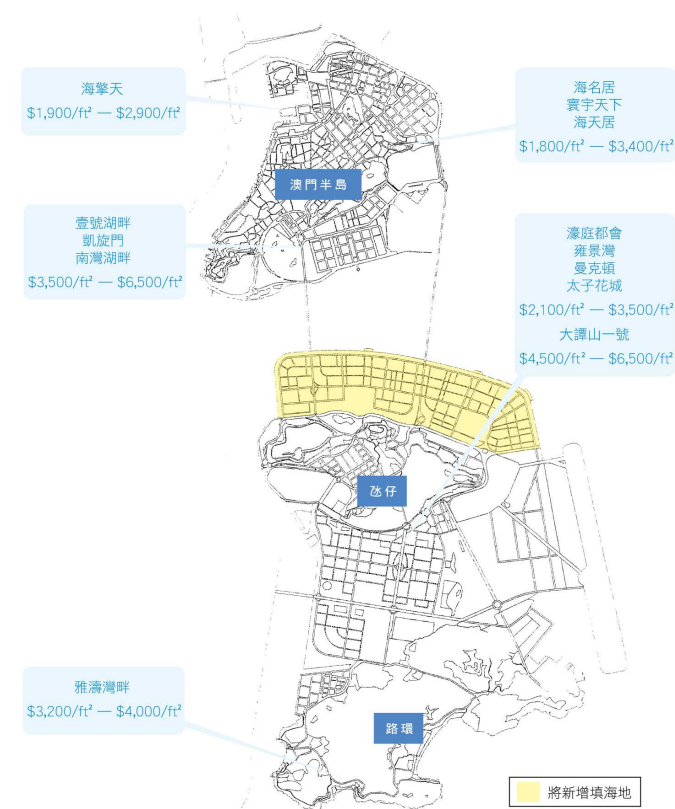 海擎天
$1,900/ft² — $2,900/ft²
海名居
寰宇天下
海天居
$1,800/ft² — $3,400/ft²
澳門半島
壹號湖畔
凱旋門
南灣湖畔
$3,500/ft² — $6,500/ft²
濠庭都會
雍景灣
曼克頓
太子花城
$2,100/ft² — $3,500/ft²
大譚山一號
$4,500/ft² — $6,500/ft²
氹仔
雅濤灣畔
$3,200/ft² — $4,000/ft²
路環
將新增填海地